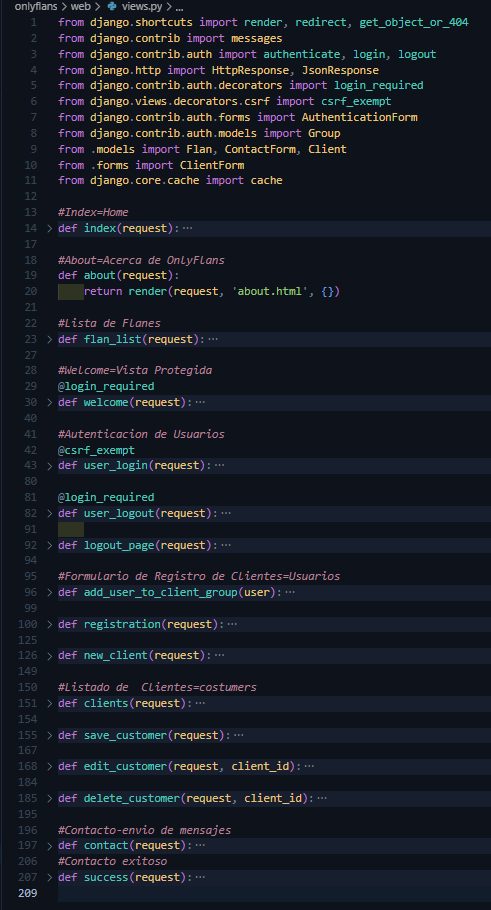 onlyflans > web > views.py > ...
1 from django.shortcuts import render, redirect, get_object_or_404
2 from django.contrib import messages
3 from django.contrib.auth import authenticate, login, logout
4 from django.http import HttpResponse, JsonResponse
5 from django.contrib.auth.decorators import login_required
6 from django.views.decorators.csrf import csrf_exempt
7 from django.contrib.auth.forms import AuthenticationForm
8 from django.contrib.auth.models import Group
9 from .models import Flan, ContactForm, Client
10 from .forms import ClientForm
11 from django.core.cache import cache
12
13 #Index=Home
14 > def index(request):···
17
18 #About=Acerca de OnlyFlans
19 def about(request):
20     return render(request, 'about.html', {})
21
22 #Lista de Flanes
23 > def flan_list(request):···
27
28 #Welcome=Vista Protegida
29 @login_required
30 > def welcome(request):···
40
41 #Autenticacion de Usuarios
42 @csrf_exempt
43 > def user_login(request):···
80
81 @login_required
82 > def user_logout(request):···
91
92 > def logout_page(request):···
94
95 #Formulario de Registro de Clientes=Usuarios
96 > def add_user_to_client_group(user):···
99
100 > def registration(request):···
125
126 > def new_client(request):···
149
150 #Listado de  Clientes=costumers
151 > def clients(request):···
154
155 > def save_customer(request):···
167
168 > def edit_customer(request, client_id):···
184
185 > def delete_customer(request, client_id):···
195
196 #Contacto-envio de mensajes
197 > def contact(request):···
206 #Contacto exitoso
207 > def success(request):···
209